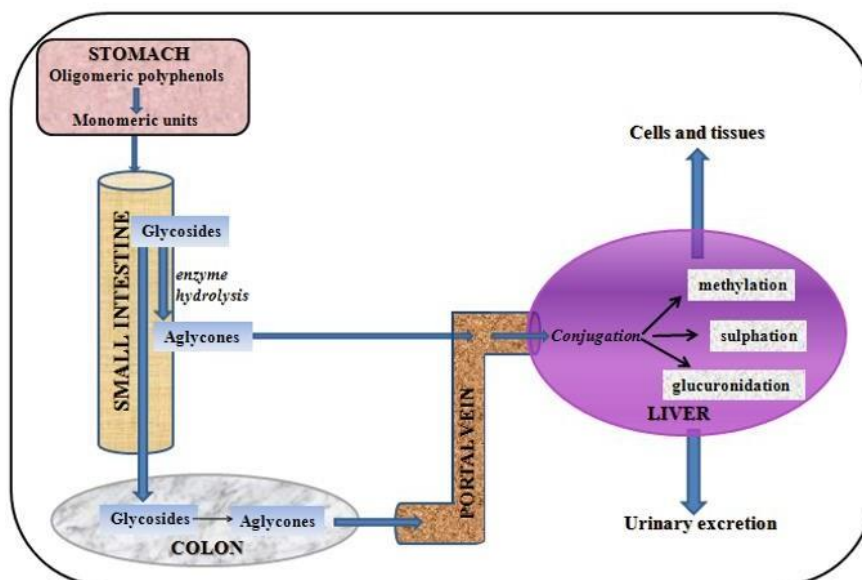 STOMACH
Oligomeric polyphenols
Monomeric units
SMALL INTESTINE
Glycosides
enzyme
hydrolysis
Aglycones
Glycosides
Aglycones
COLON
PORTAL VEIN
Cells and tissues
Conjugation
methylation
sulphation
glucuronidation
LIVER
Urinary excretion